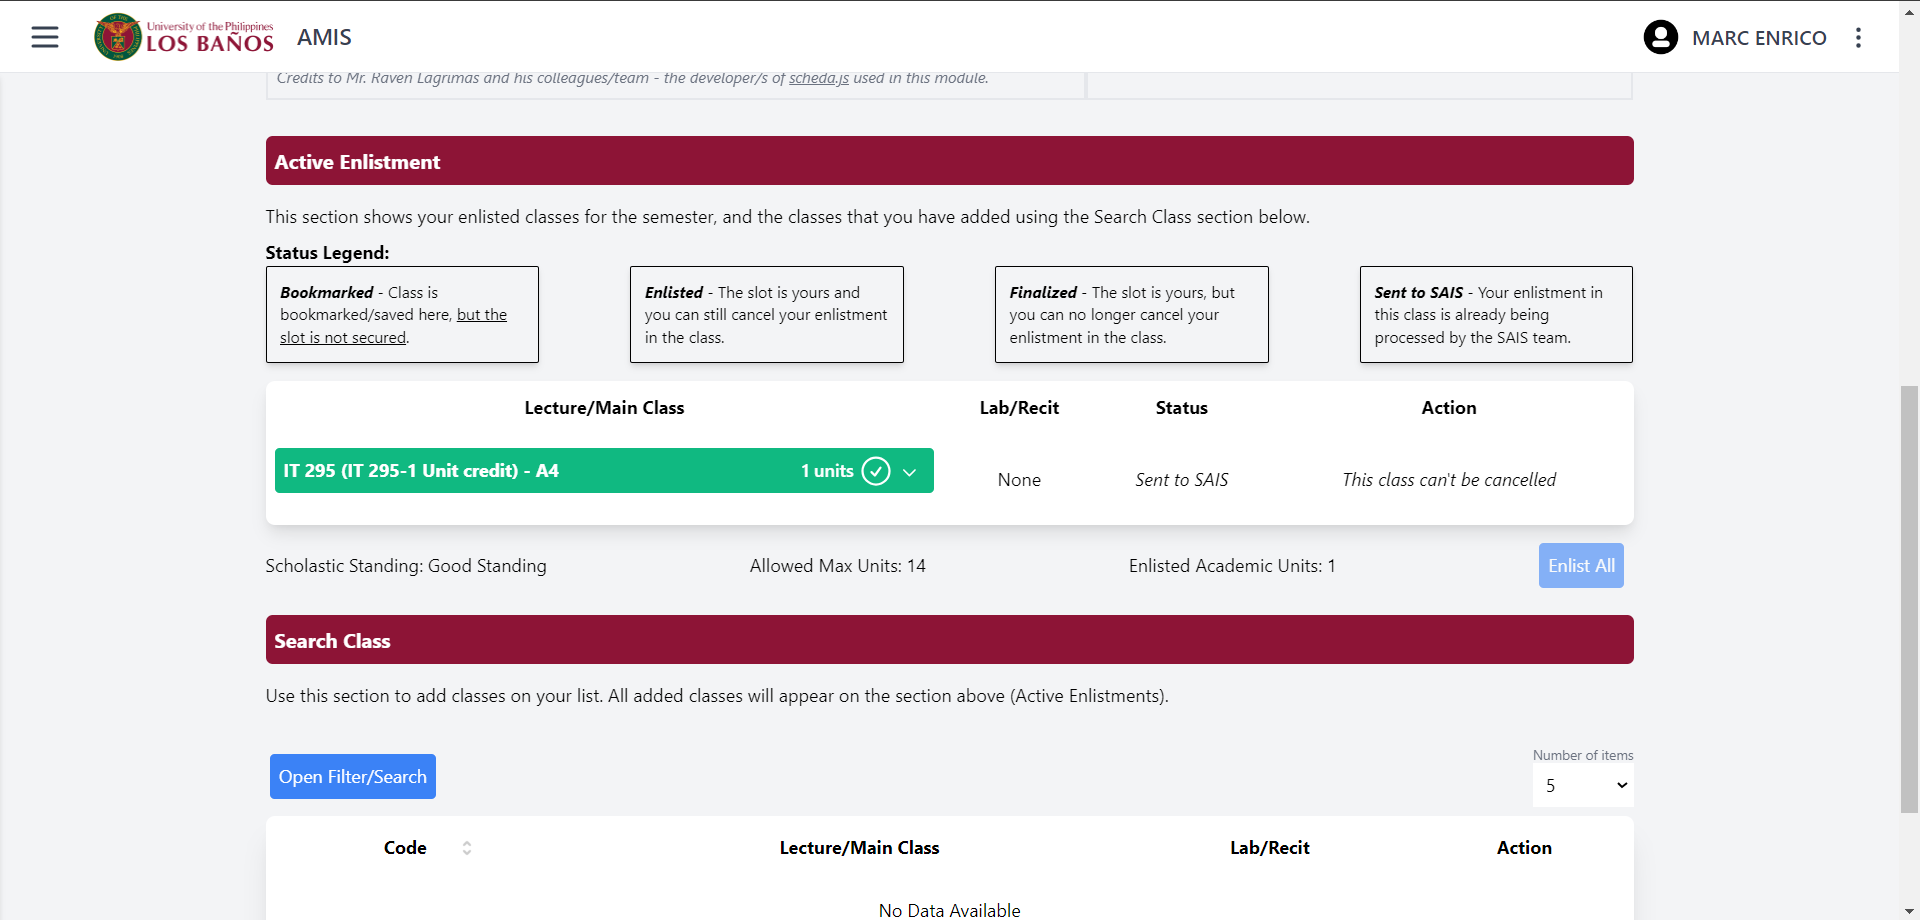 University of the Philippines
LOS BAÑOS
AMIS
MARC ENRICO
Credits to Mr. Raven Lagrimas and his colleagues/team - the developer/s of scheda.js used in this module.
Active Enlistment
This section shows your enlisted classes for the semester, and the classes that you have added using the Search Class section below.
Status Legend:
Bookmarked - Class is
bookmarked/saved here, but the
slot is not secured.
Enlisted - The slot is yours and
you can still cancel your enlistment
in the class.
Finalized - The slot is yours, but
you can no longer cancel your
enlistment in the class.
Sent to SAIS - Your enlistment in
this class is already being
processed by the SAIS team.
Lecture/Main Class Lab/Recit Status Action
IT 295 (IT 295-1 Unit credit) - A4 1 units None Sent to SAIS This class can't be cancelled
Scholastic Standing: Good Standing Allowed Max Units: 14 Enlisted Academic Units: 1 Enlist All
Search Class
Use this section to add classes on your list. All added classes will appear on the section above (Active Enlistments).
Number of items
Open Filter/Search 5
Code Lecture/Main Class Lab/Recit Action
No Data Available